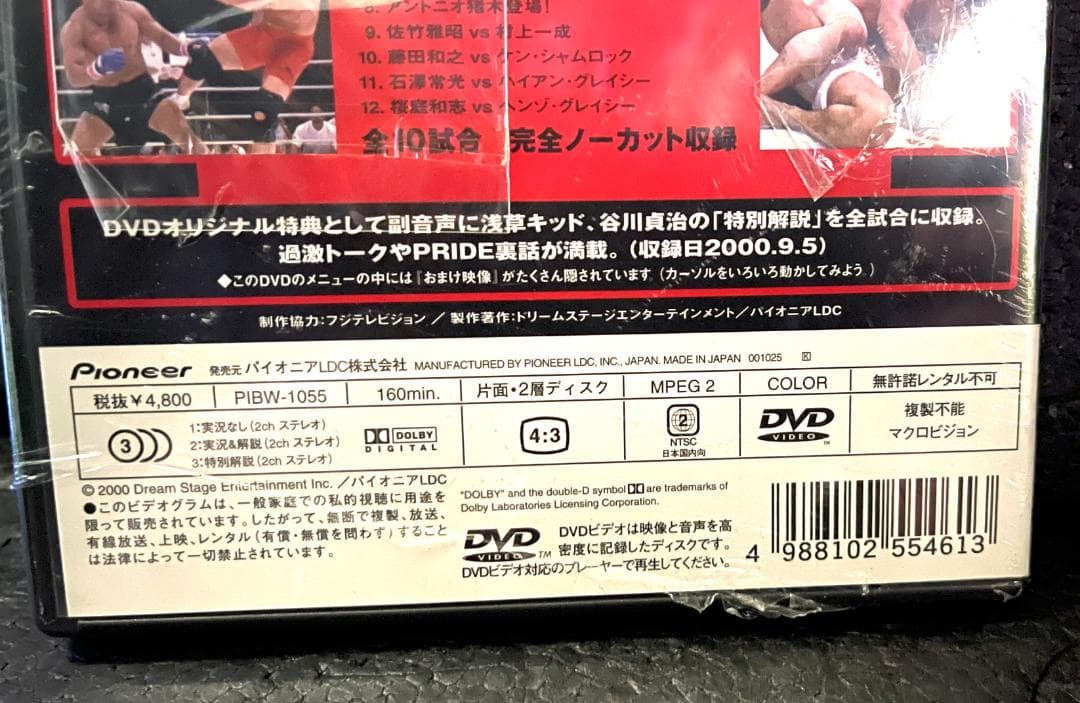 8. アントニオ猪木登場!
9. 佐竹雅昭 vs 村上一成
10. 藤田和之 vs ケン・シャムロック
11. 石澤常光 vs ハイアン・グレイシー
12. 桜庭和志 vs ヘンゾ・グレイシー
全10試合 完全ノーカット収録
DVDオリジナル特典として副音声に浅草キッド、谷川貞治の「特別解説」を全試合に収録。
過激トークやPRIDE裏話が満載。(収録日2000.9.5)
◆このDVDのメニューの中には『おまけ映像』がたくさん隠されています(カーソルをいろいろ動かしてみよう)
制作協力:フジテレビジョン / 製作著作:ドリームステージエンターテインメント/パイオニアLDC
Pioneer 発売元 パイオニアLDC株式会社 MANUFACTURED BY PIONEER LDC, INC., JAPAN. MADE IN JAPAN 001025 K
税抜¥4,800 PIBW-1055 160min. 片面・2層ディスク MPEG 2 COLOR 無許諾レンタル不可
3 1:実況なし(2ch ステレオ)
2:実況&解説(2ch ステレオ)
3:特別解説(2ch ステレオ)
DOLBY
DIGITAL
4:3
2
NTSC
日本国内向
DVD
VIDEO™
複製不能
マクロビジョン
© 2000 Dream Stage Entertainment Inc. /パイオニアLDC
●このビデオグラムは、一般家庭での私的視聴に用途を
限って販売されています。したがって、無断で複製、放送、
有線放送、上映、レンタル(有償・無償を問わず)すること
は法律によって一切禁止されています。
"DOLBY" and the double-D symbol are trademarks of
Dolby Laboratories Licensing Corporation.
DVD
VIDEO™
DVDビデオは映像と音声を高
密度に記録したディスクです。
DVDビデオ対応のプレーヤーで再生してください。
4 988102 554613